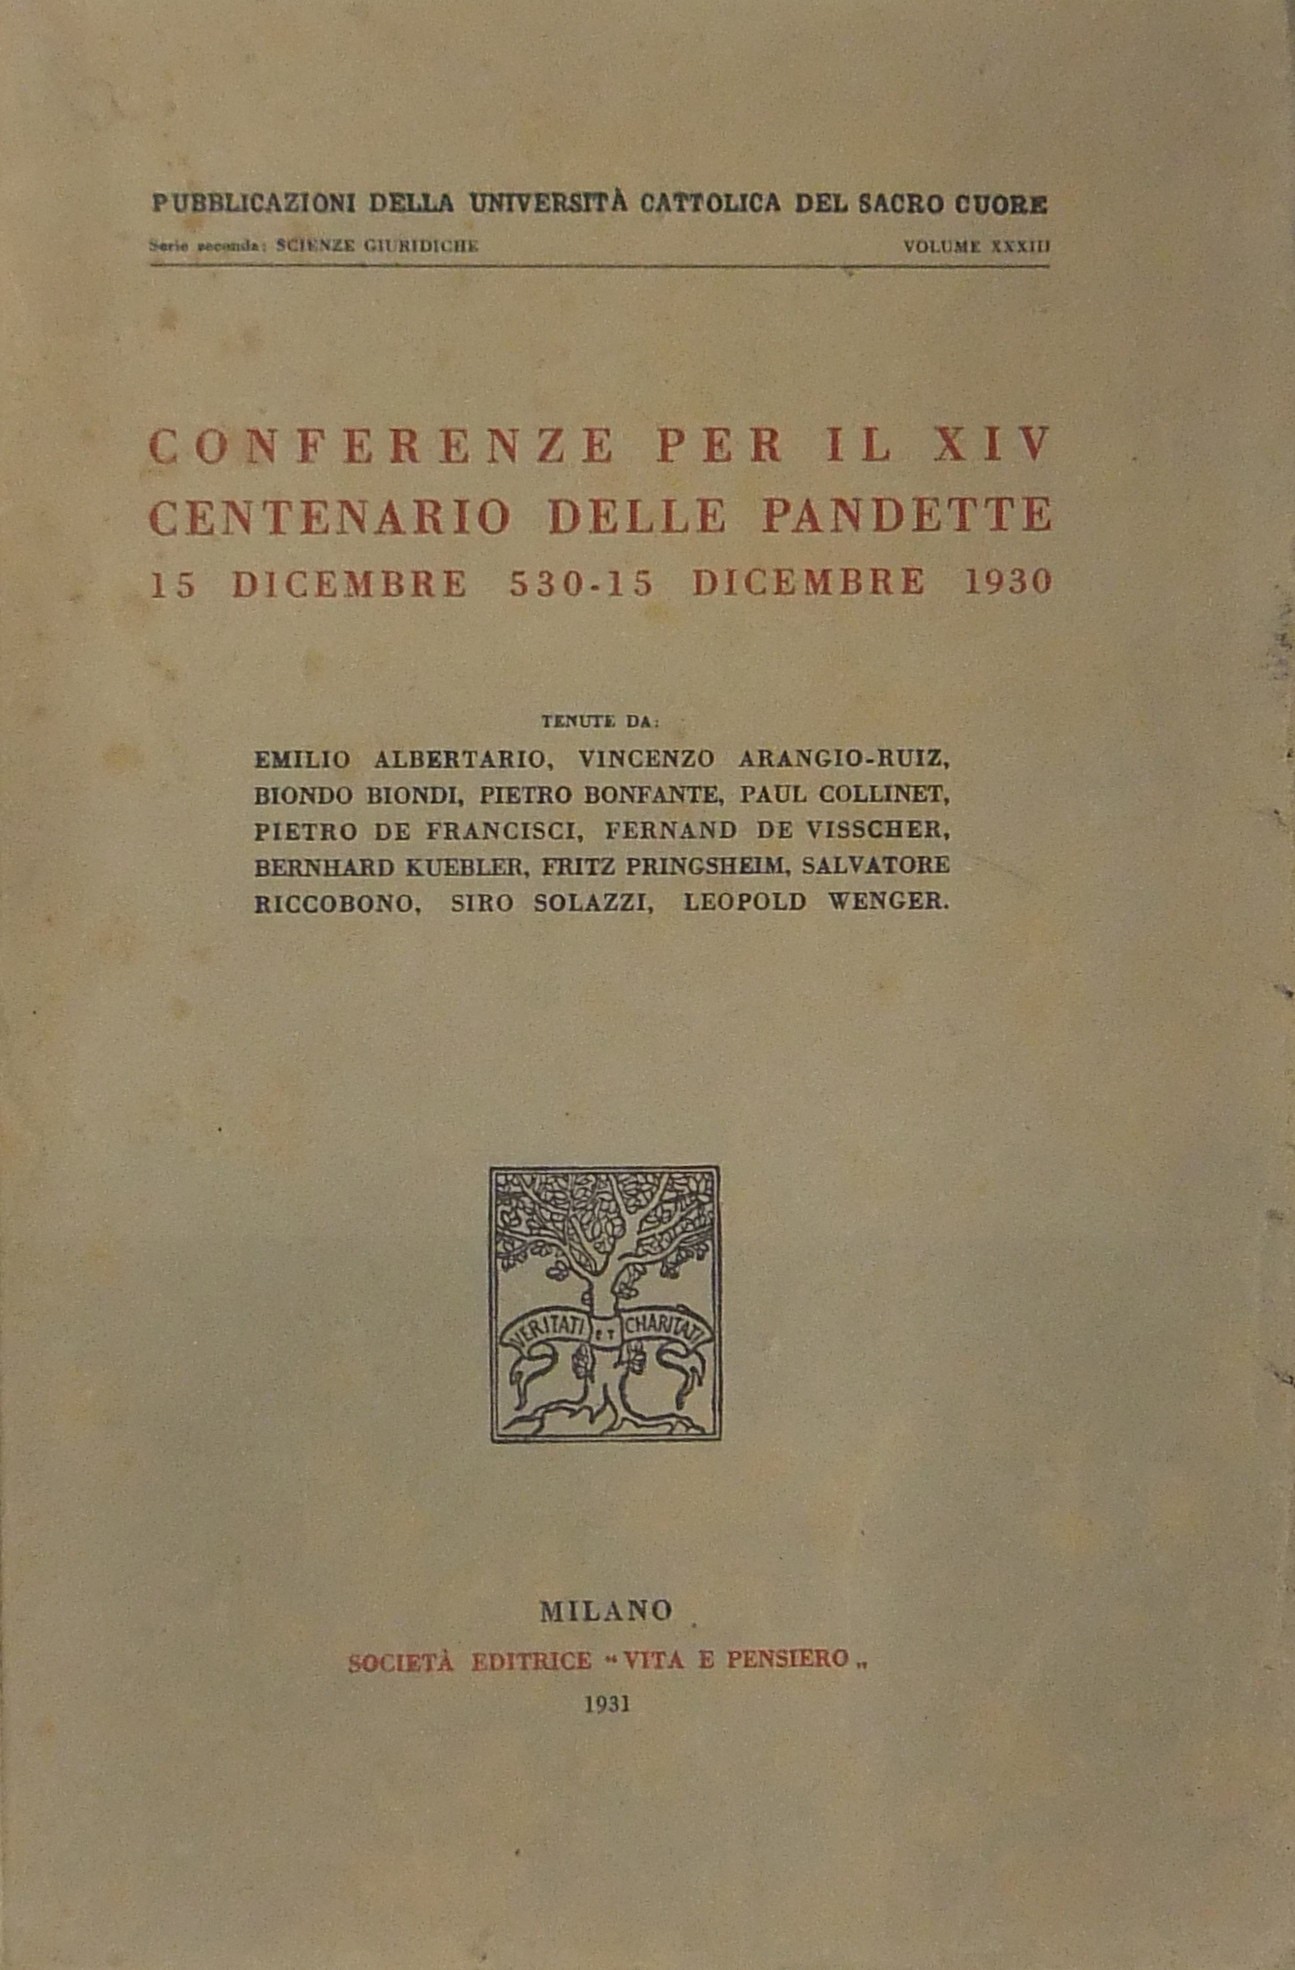 PUBBLICAZIONI DELLA UNIVERSITÀ CATTOLICA DEL SACRO CUORE
Serie seconda: SCIENZE GIURIDICHE VOLUME XXXIII
CONFERENZE PER IL XIV
CENTENARIO DELLE PANDETTE
15 DICEMBRE 530-15 DICEMBRE 1930
TENUTE DA:
EMILIO ALBERTARIO, VINCENZO ARANGIO-RUIZ,
BIONDO BIONDI, PIETRO BONFANTE, PAUL COLLINET,
PIETRO DE FRANCISCI, FERNAND DE VISSCHER,
BERNHARD KUEBLER, FRITZ PRINGSHEIM, SALVATORE
RICCOBONO, SIRO SOLAZZI, LEOPOLD WENGER.
VERITATI ET CHARITATI
MILANO
SOCIETÀ EDITRICE “VITA E PENSIERO„
1931